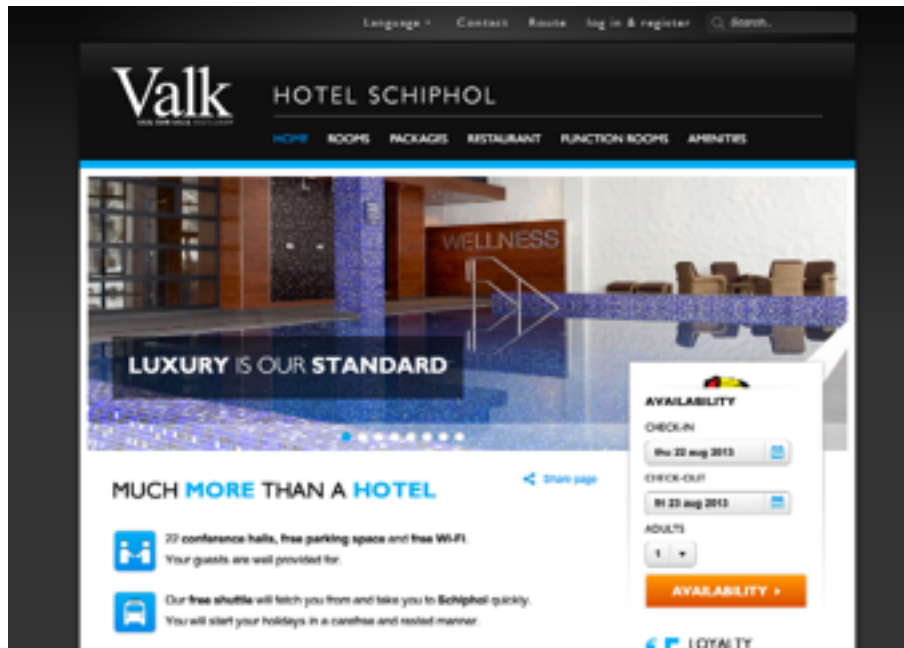 Language Contact Route log in & register Search..
Valk
HOTEL SCHIPHOL
HOME ROOMS PACKAGES RESTAURANT FUNCTION ROOMS AMENITIES
WELLNESS
LUXURY IS OUR STANDARD
AVAILABILITY
CHECK-IN
thu 22 aug 2013
CHECK-OUT
fri 23 aug 2013
ADULTS
1
AVAILABILITY
MUCH MORE THAN A HOTEL
Share page
22 conference halls, free parking space and free Wi-Fi.
Your guests are well provided for.
Our free shuttle will fetch you from and take you to Schiphol quickly.
You will start your holidays in a carefree and rested manner.
LOYALTY